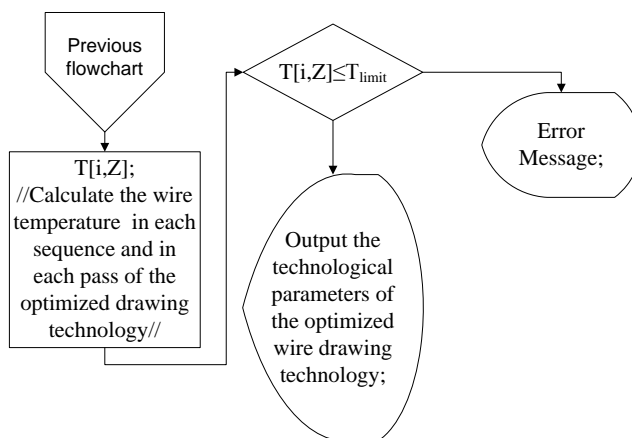 Previous
flowchart
T[i,Z];
//Calculate the wire
temperature in each
sequence and in
each pass of the
optimized drawing
technology//
T[i,Z]≤Tlimit
Error
Message;
Output the
technological
parameters of
the optimized
wire drawing
technology;